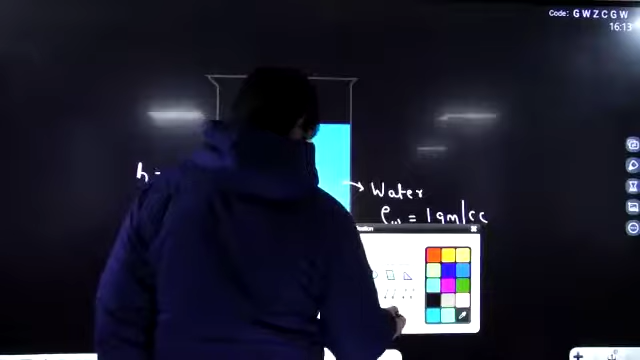 Code: GWZCGW
16:13
h=
Water
ρw = 1gm/cc